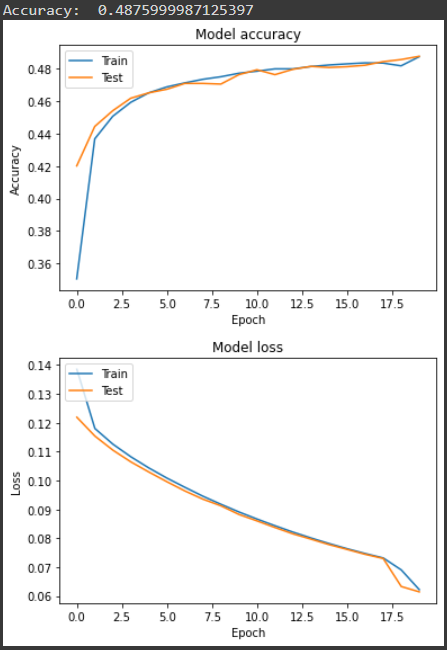 Accuracy: 0.4875999987125397
Model accuracy
Train
Test
0.48
0.46
0.44
0.42
0.40
0.38
0.36
Accuracy
0.0 2.5 5.0 7.5 10.0 12.5 15.0 17.5
Epoch
Model loss
Train
Test
0.14
0.13
0.12
0.11
0.10
0.09
0.08
0.07
0.06
Loss
0.0 2.5 5.0 7.5 10.0 12.5 15.0 17.5
Epoch